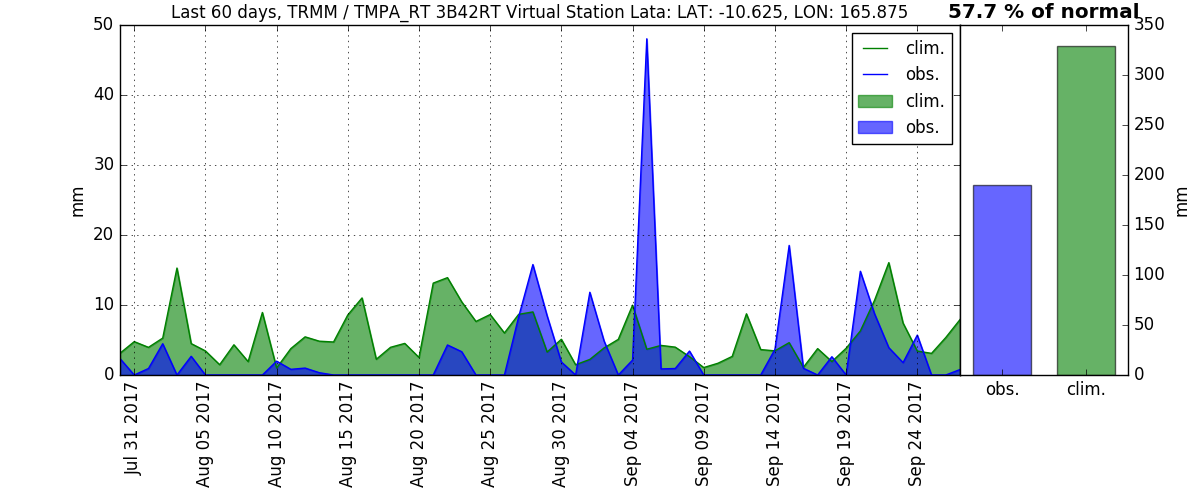 Last 60 days, TRMM / TMPA_RT 3B42RT Virtual Station Lata: LAT: -10.625, LON: 165.875
57.7 % of normal
50
40
30
20
10
0
mm
clim.
obs.
clim.
obs.
350
300
250
200
150
100
50
0
mm
Jul 31 2017
Aug 05 2017
Aug 10 2017
Aug 15 2017
Aug 20 2017
Aug 25 2017
Aug 30 2017
Sep 04 2017
Sep 09 2017
Sep 14 2017
Sep 19 2017
Sep 24 2017
obs.
clim.